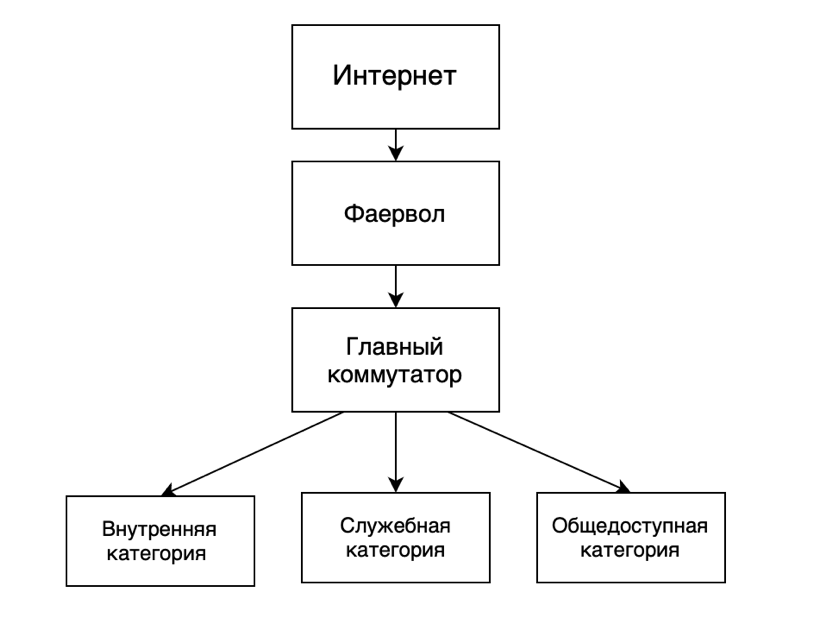 Интернет
Фаервол
Главный
коммутатор
Внутренняя
категория
Служебная
категория
Общедоступная
категория